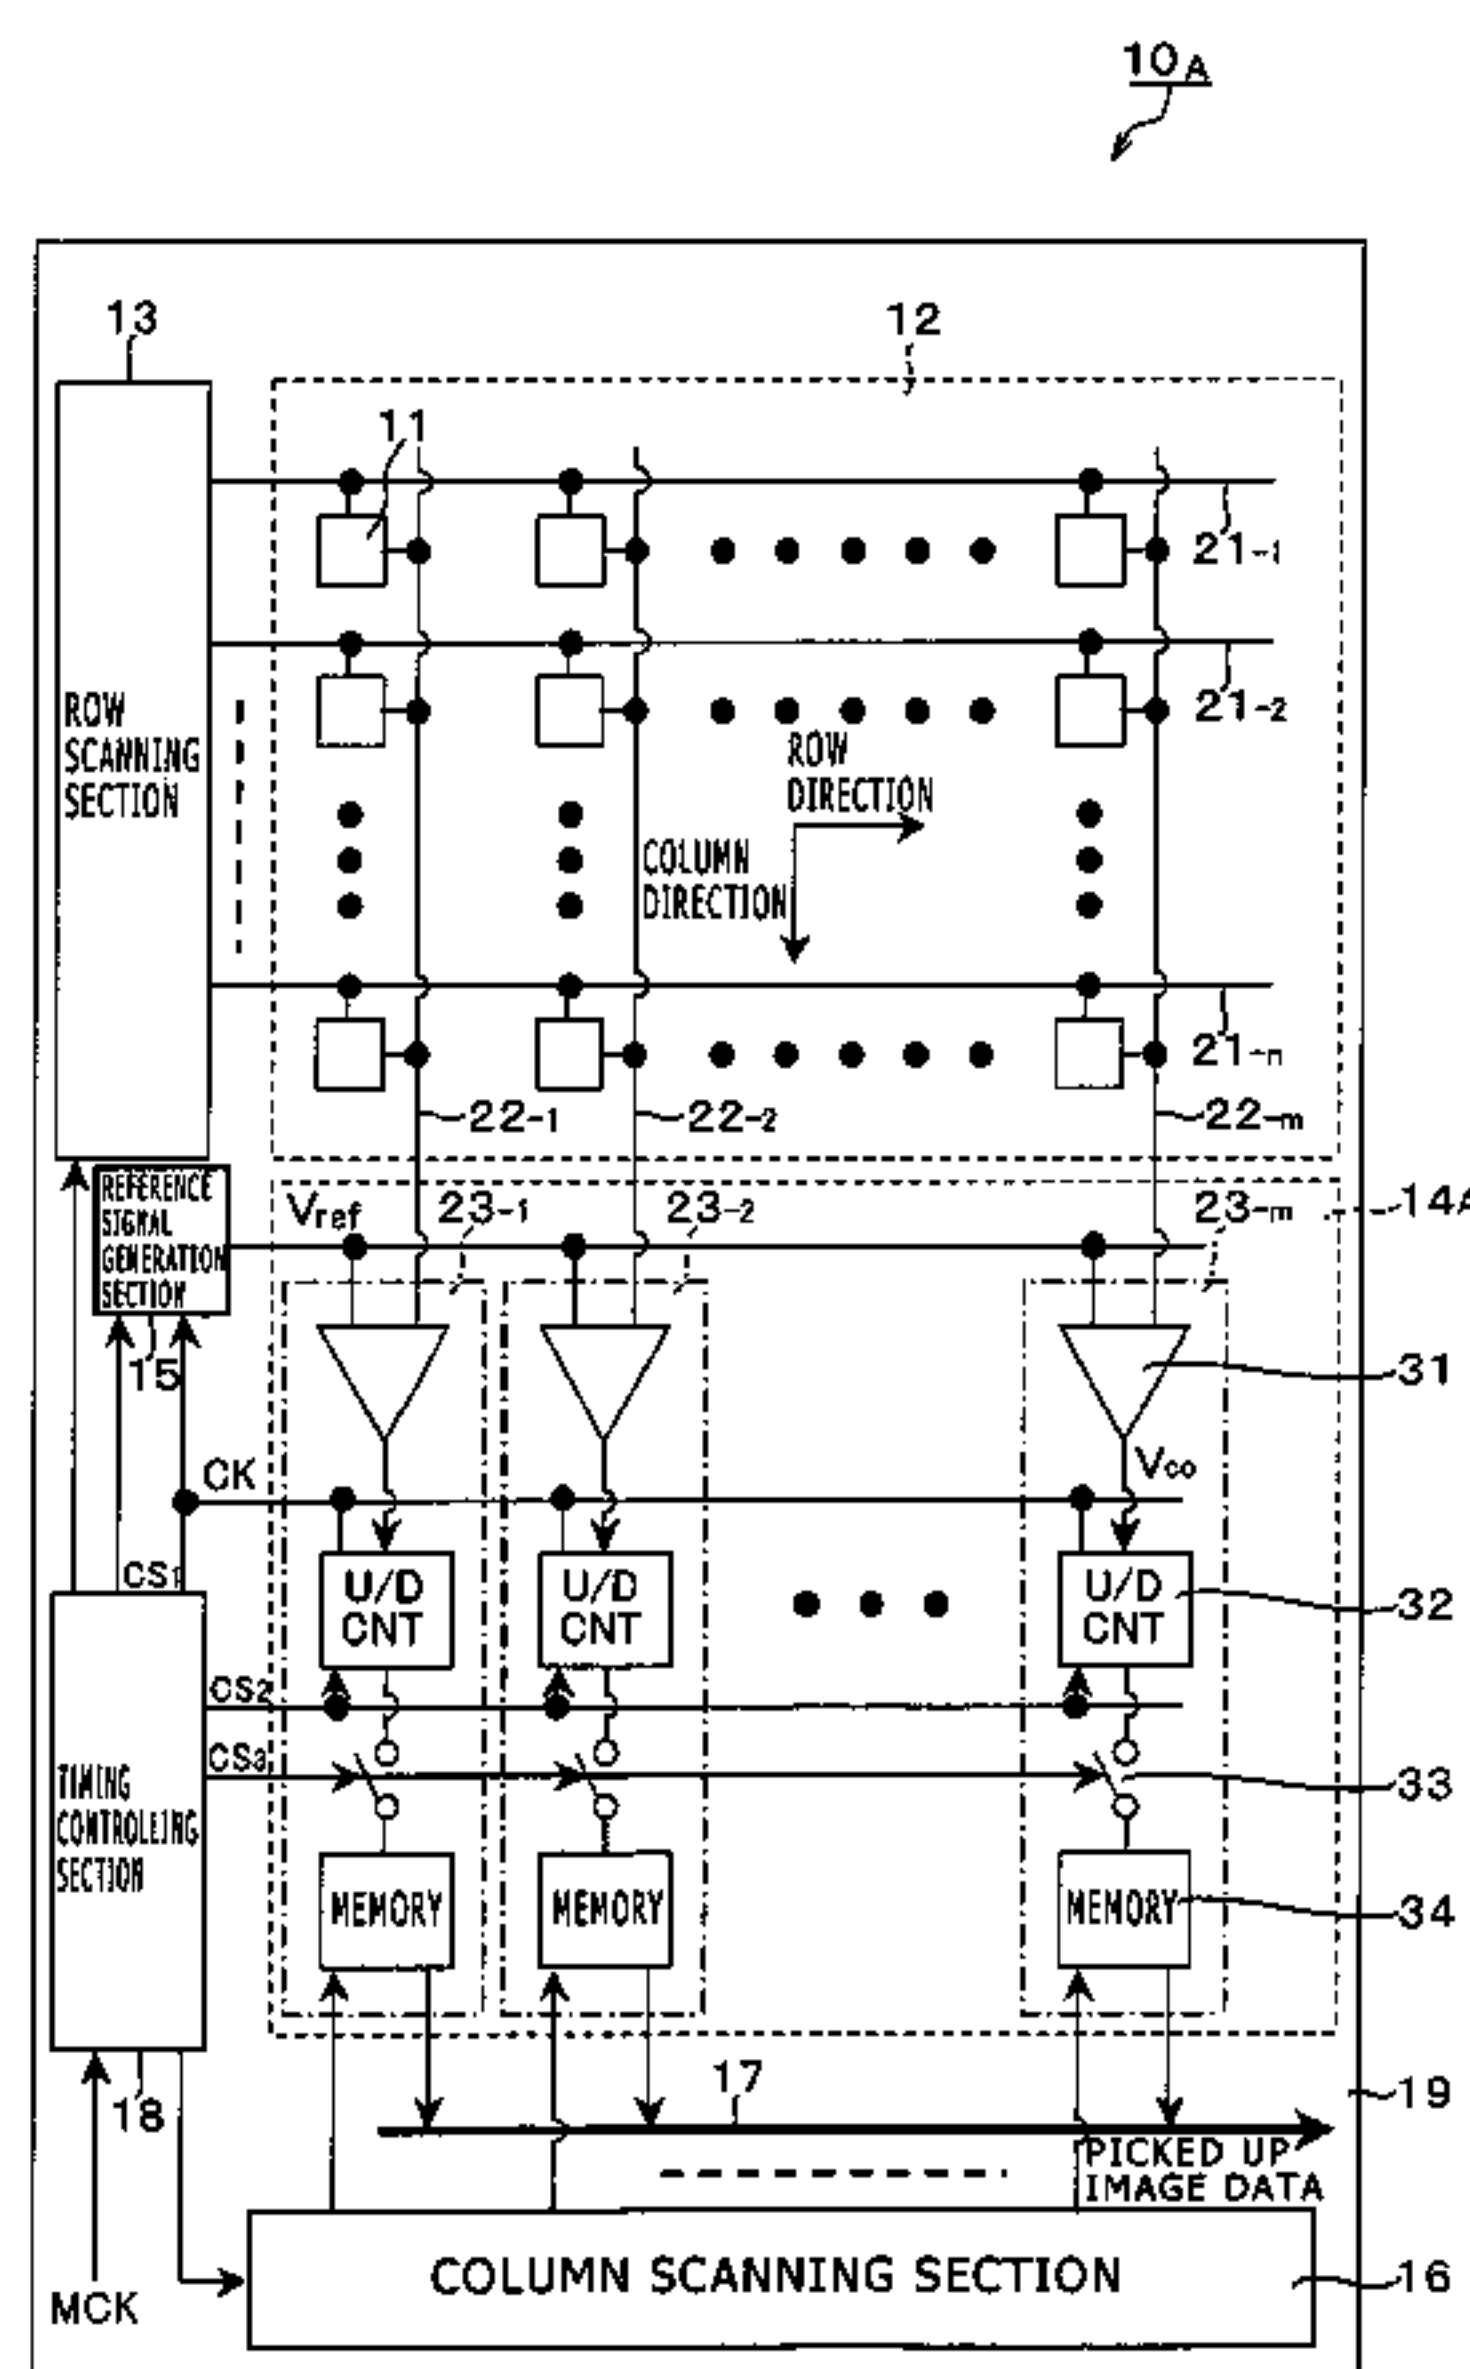 10A
13
12
11
21-1
21-2
ROW
SCANNING
SECTION
ROW
DIRECTION
COLUMN
DIRECTION
21-n
22-1
22-2
22-m
REFERENCE
SIGNAL
GENERATION
SECTION
Vref
23-1
23-2
23-m
14A
15
31
CK
Vco
CS1
U/D
CNT
U/D
CNT
U/D
CNT
32
CS2
CS3
33
TIMING
CONTROLLING
SECTION
MEMORY
MEMORY
MEMORY
34
18
17
19
PICKED UP
IMAGE DATA
MCK
COLUMN SCANNING SECTION
16